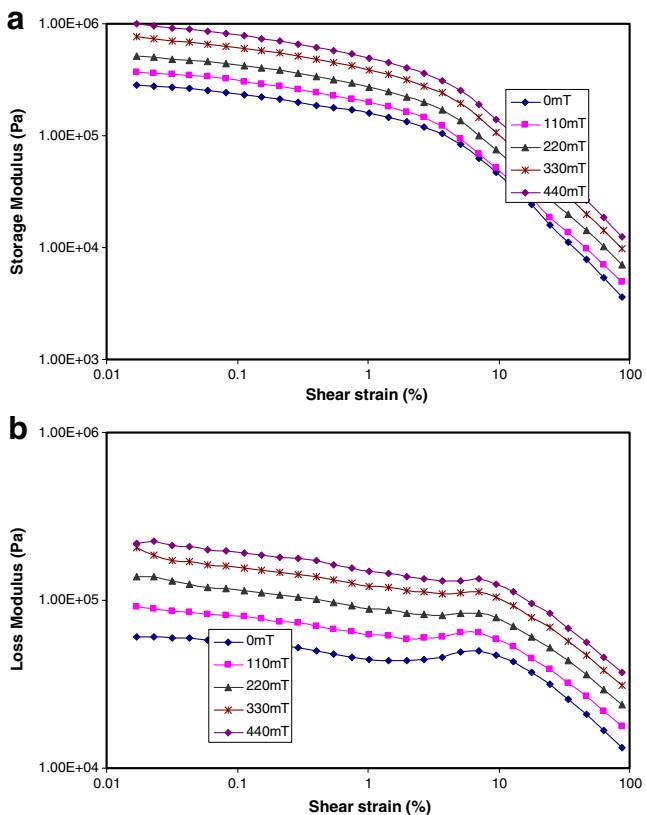 a
1.00E+06
1.00E+05
1.00E+04
1.00E+03
Storage Modulus (Pa)
0mT
110mT
220mT
330mT
440mT
0.01 0.1 1 10 100
Shear strain (%)
b
1.00E+06
1.00E+05
1.00E+04
Loss Modulus (Pa)
0mT
110mT
220mT
330mT
440mT
0.01 0.1 1 10 100
Shear strain (%)